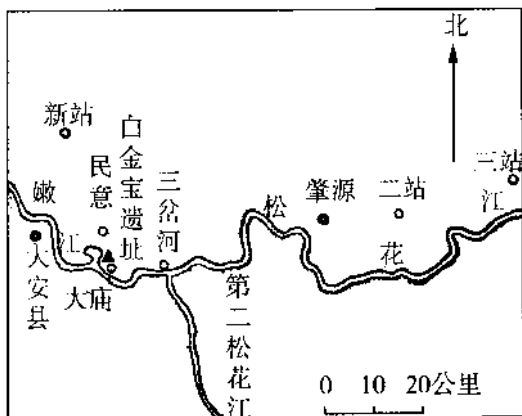 北
新站
白金宝遗址
民意
三岔河
嫩江
大安县
大庙
松花江
肇源
二站
三站
第二松花江
0 10 20公里